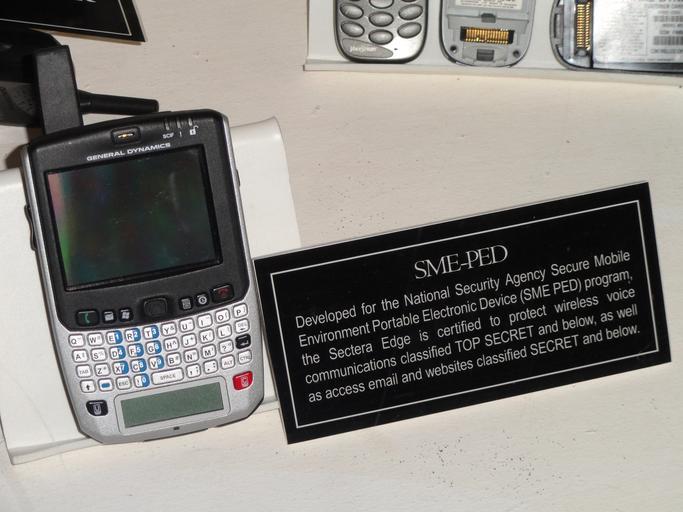 SCIF
GENERAL DYNAMICS
SME-PED
Developed for the National Security Agency Secure Mobile
Environment Portable Electronic Device (SME PED) program,
the Sectera Edge is certified to protect wireless voice
communications classified TOP SECRET and below, as well
as access email and websites classified SECRET and below.
SPACE